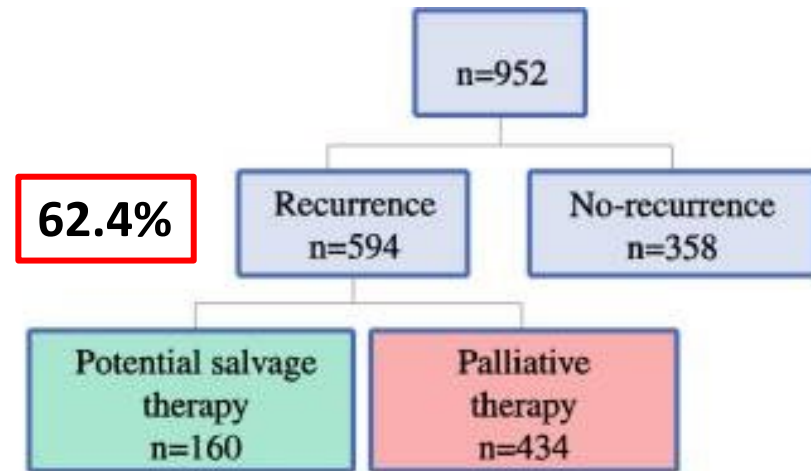 n=952
62.4%
Recurrence
n=594
No-recurrence
n=358
Potential salvage
therapy
n=160
Palliative
therapy
n=434